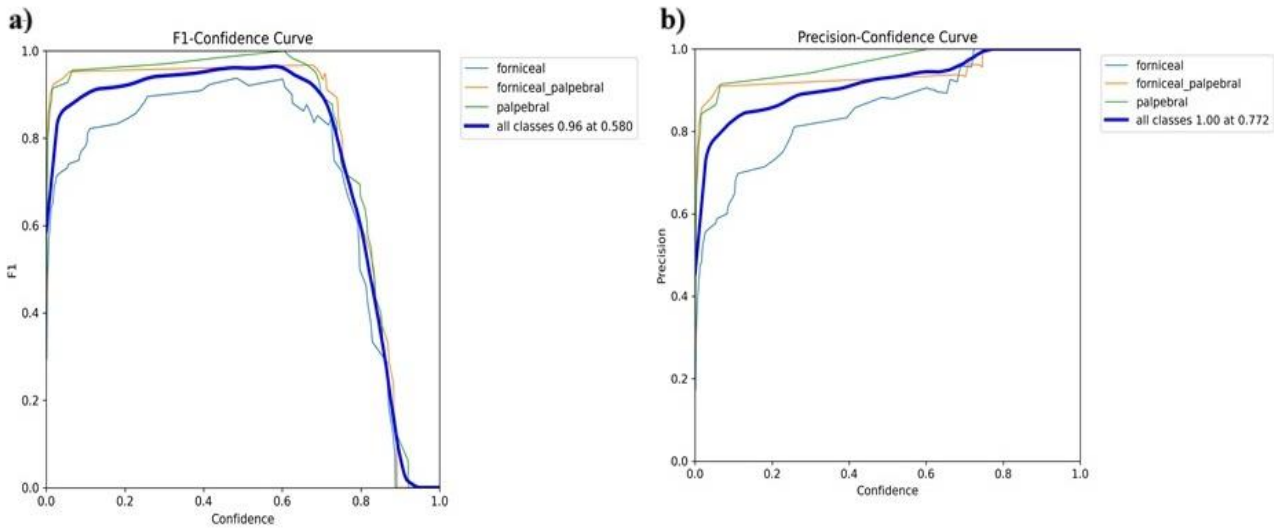 a)
F1-Confidence Curve
1.0
0.8
0.6
0.4
0.2
0.0
F1
0.0 0.2 0.4 0.6 0.8 1.0
Confidence
forniceal
forniceal_palpebral
palpebral
all classes 0.96 at 0.580
b)
Precision-Confidence Curve
1.0
0.8
0.6
0.4
0.2
0.0
Precision
0.0 0.2 0.4 0.6 0.8 1.0
Confidence
forniceal
forniceal_palpebral
palpebral
all classes 1.00 at 0.772